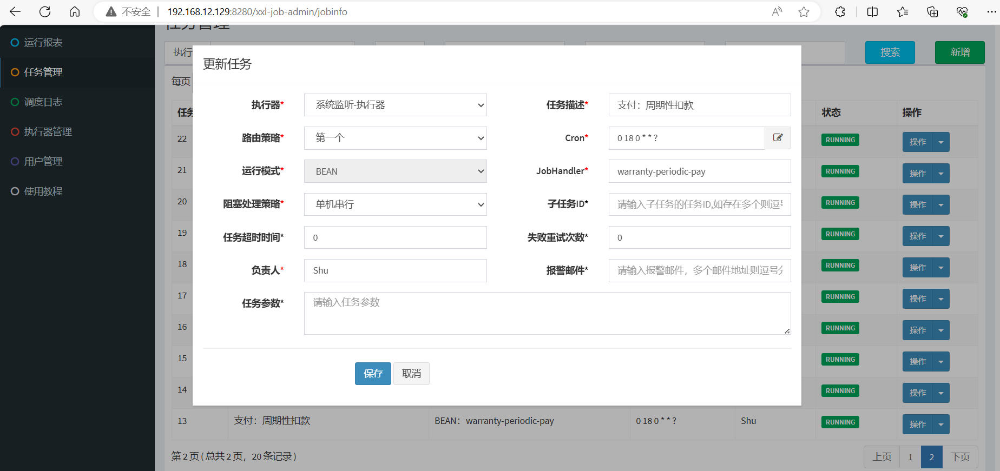 不安全 192.168.12.129:8280/xxl-job-admin/jobinfo
运行报表
任务管理
调度日志
执行器管理
用户管理
使用教程
任务管理
执行
搜索
新增
每页
任务
状态
操作
更新任务
执行器* 系统监听-执行器
任务描述* 支付：周期性扣款
路由策略* 第一个
Cron* 0 18 0 * * ?
运行模式* BEAN
JobHandler* warranty-periodic-pay
阻塞处理策略* 单机串行
子任务ID* 请输入子任务的任务ID,如存在多个则逗号
任务超时时间* 0
失败重试次数* 0
负责人* Shu
报警邮件* 请输入报警邮件，多个邮件地址则逗号分
任务参数* 请输入任务参数
保存 取消
22 RUNNING 操作
21 RUNNING 操作
20 RUNNING 操作
19 RUNNING 操作
18 RUNNING 操作
17 RUNNING 操作
16 RUNNING 操作
15 RUNNING 操作
14 RUNNING 操作
13 支付：周期性扣款 BEAN：warranty-periodic-pay 0 18 0 * * ? Shu RUNNING 操作
第 2 页 ( 总共 2 页，20 条记录 )
上页 1 2 下页